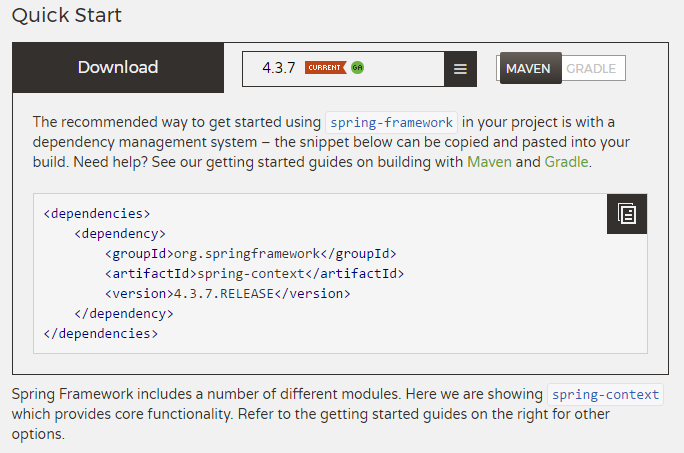 Quick Start
Download 4.3.7 CURRENT GA MAVEN GRADLE
The recommended way to get started using spring-framework in your project is with a
dependency management system – the snippet below can be copied and pasted into your
build. Need help? See our getting started guides on building with Maven and Gradle.
<dependencies>
    <dependency>
        <groupId>org.springframework</groupId>
        <artifactId>spring-context</artifactId>
        <version>4.3.7.RELEASE</version>
    </dependency>
</dependencies>
Spring Framework includes a number of different modules. Here we are showing spring-context
which provides core functionality. Refer to the getting started guides on the right for other
options.